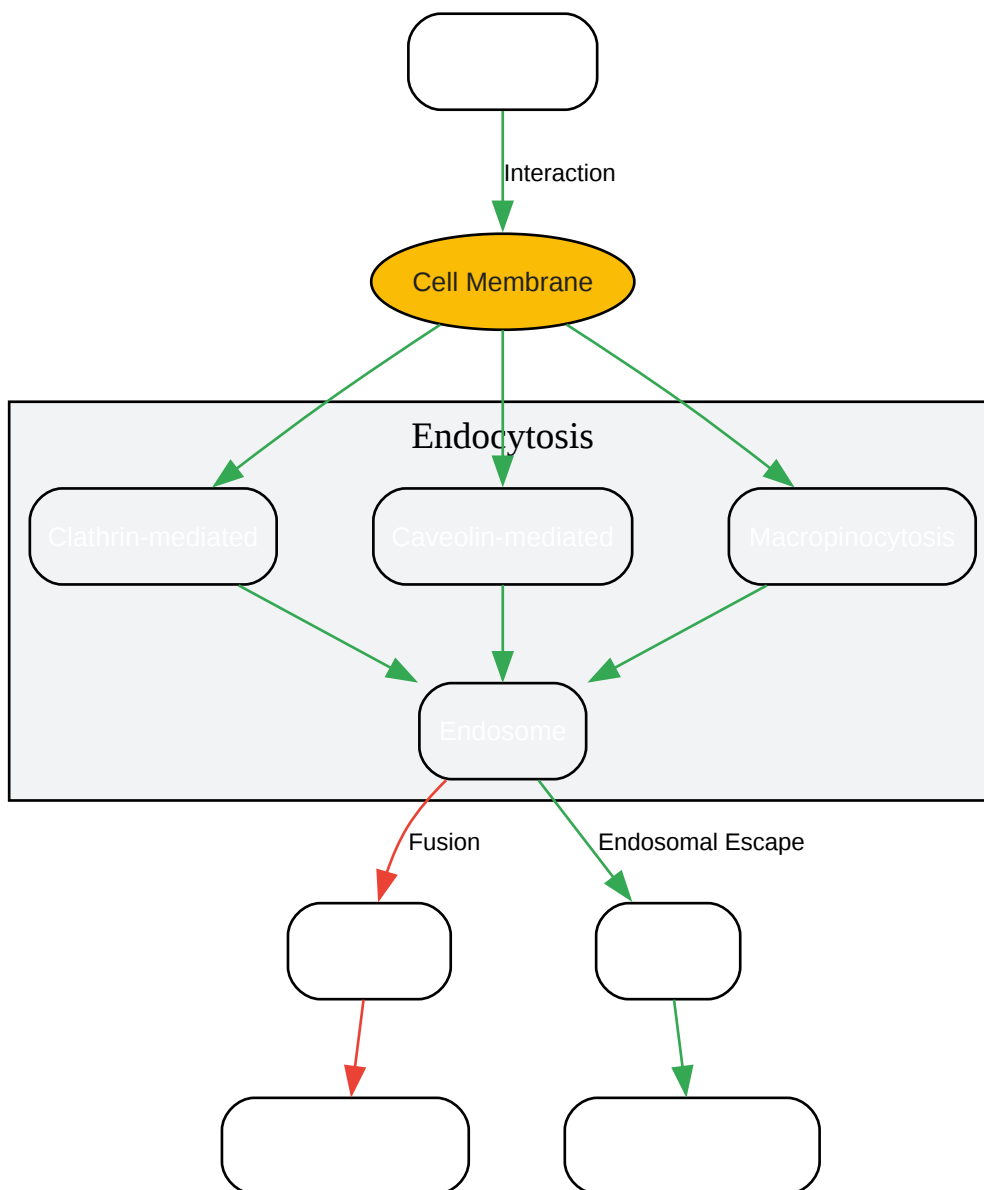 Interaction
Cell Membrane
Endocytosis
Clathrin-mediated
Caveolin-mediated
Macropinocytosis
Endosome
Fusion
Endosomal Escape